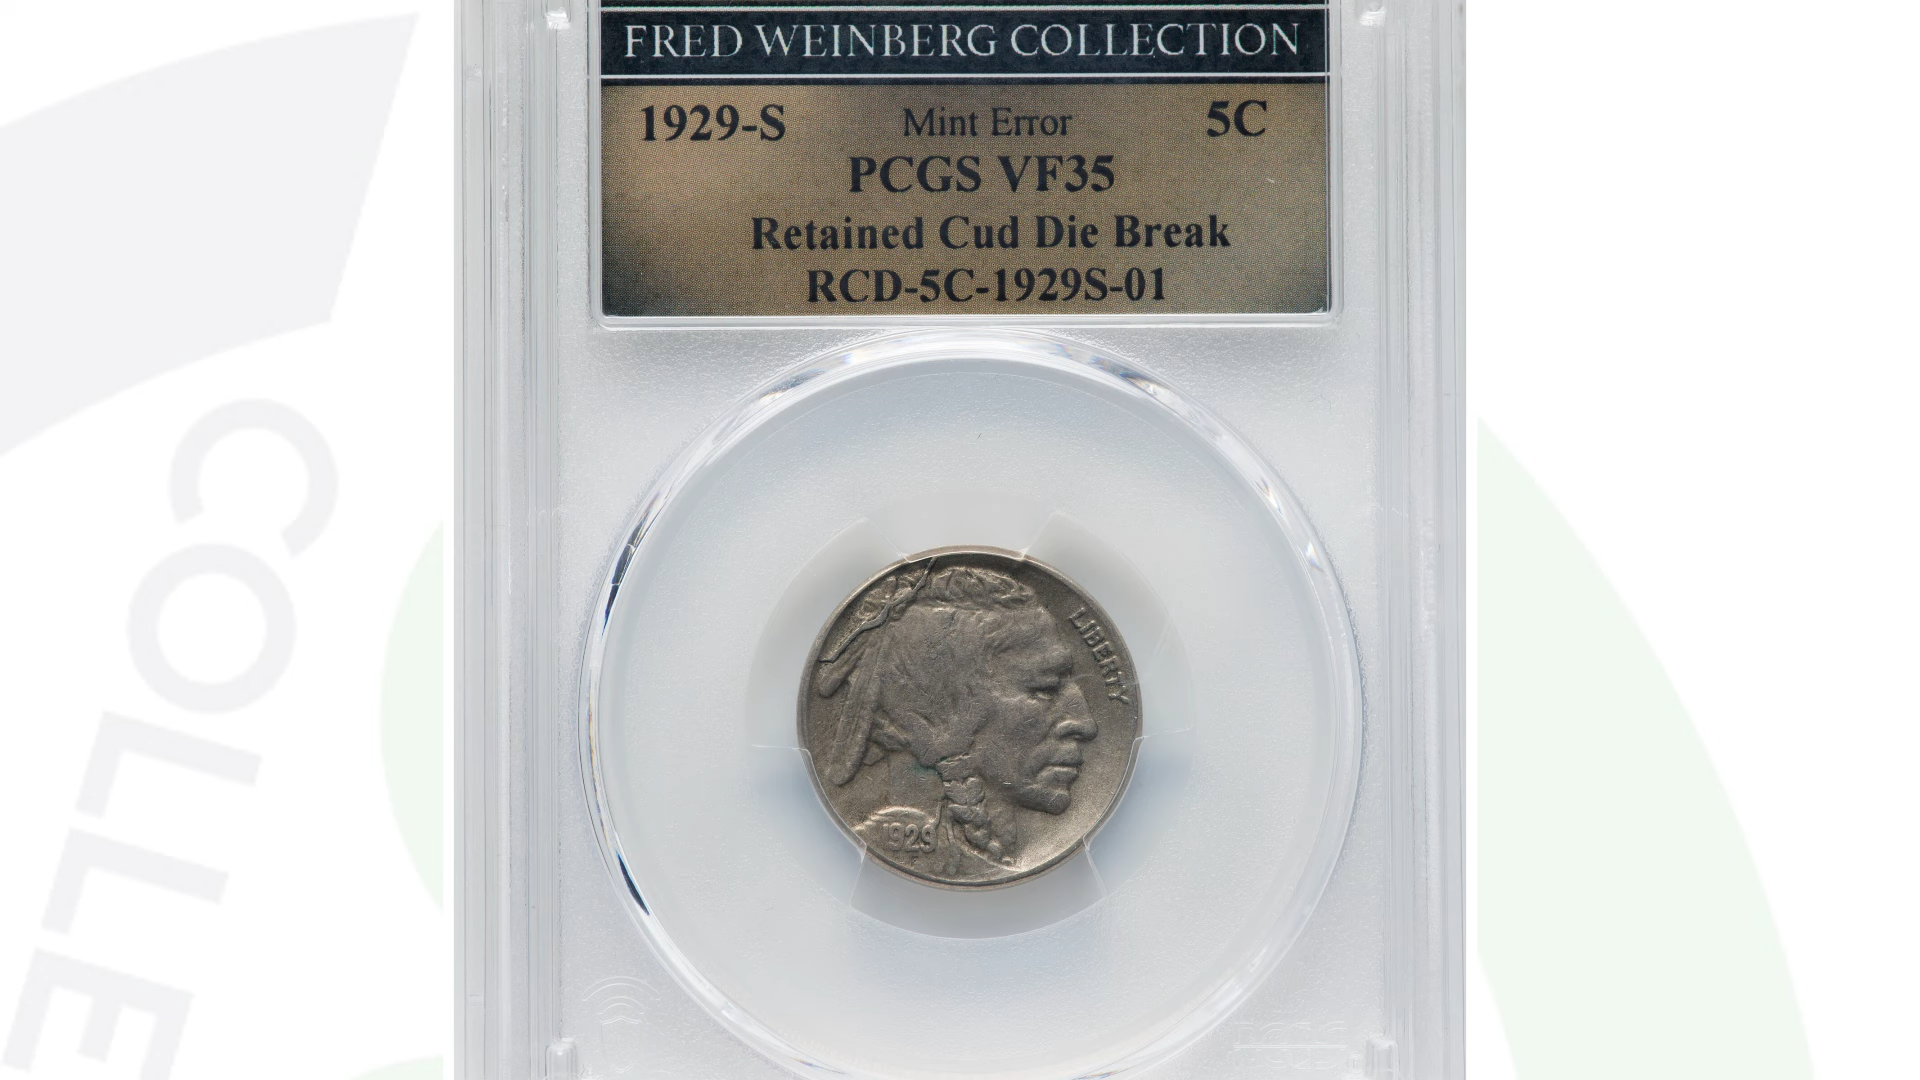 FRED WEINBERG COLLECTION
1929-S Mint Error 5C
PCGS VF35
Retained Cud Die Break
RCD-5C-1929S-01
LIBERTY
1929
F
COLLE